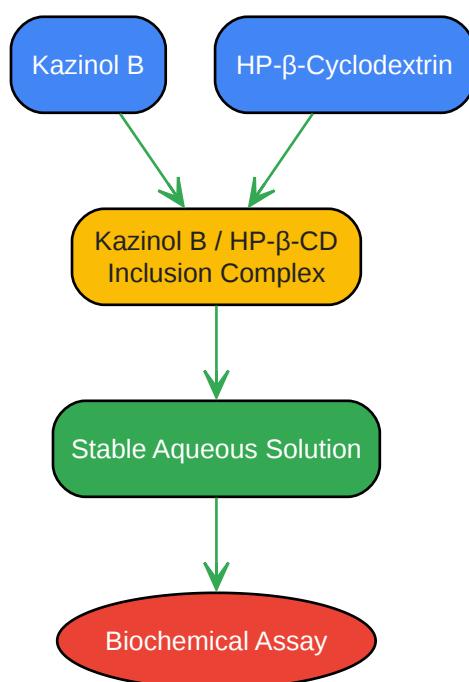 Kazinol B
HP-β-Cyclodextrin
Kazinol B / HP-β-CD
Inclusion Complex
Stable Aqueous Solution
Biochemical Assay